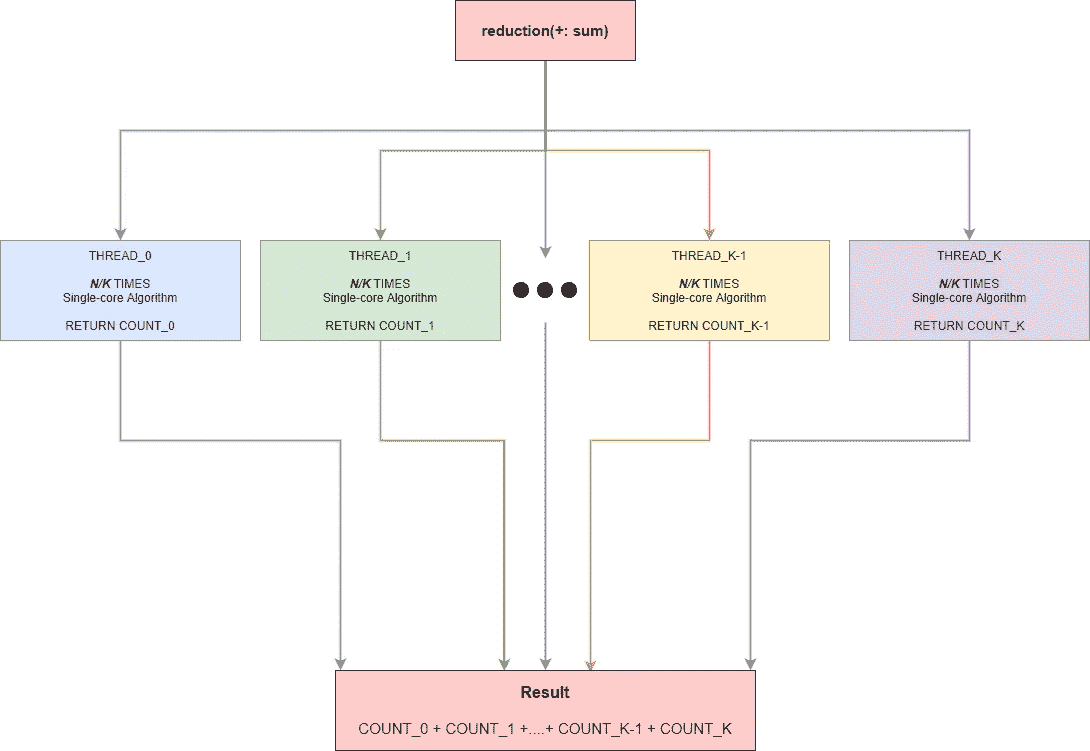 reduction(+: sum)
THREAD_0
N/K TIMES
Single-core Algorithm
RETURN COUNT_0
THREAD_1
N/K TIMES
Single-core Algorithm
RETURN COUNT_1
THREAD_K-1
N/K TIMES
Single-core Algorithm
RETURN COUNT_K-1
THREAD_K
N/K TIMES
Single-core Algorithm
RETURN COUNT_K
Result
COUNT_0 + COUNT_1 +....+ COUNT_K-1 + COUNT_K